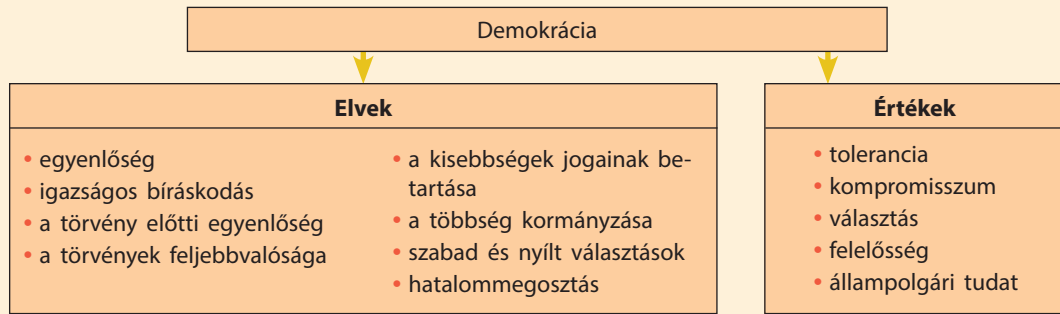 Demokrácia
Elvek
• egyenlőség
• igazságos bíráskodás
• a törvény előtti egyenlőség
• a törvények feljebbvalósága
• a kisebbségek jogainak be-
tartása
• a többség kormányzása
• szabad és nyílt választások
• hatalommegosztás
Értékek
• tolerancia
• kompromisszum
• választás
• felelősség
• állampolgári tudat